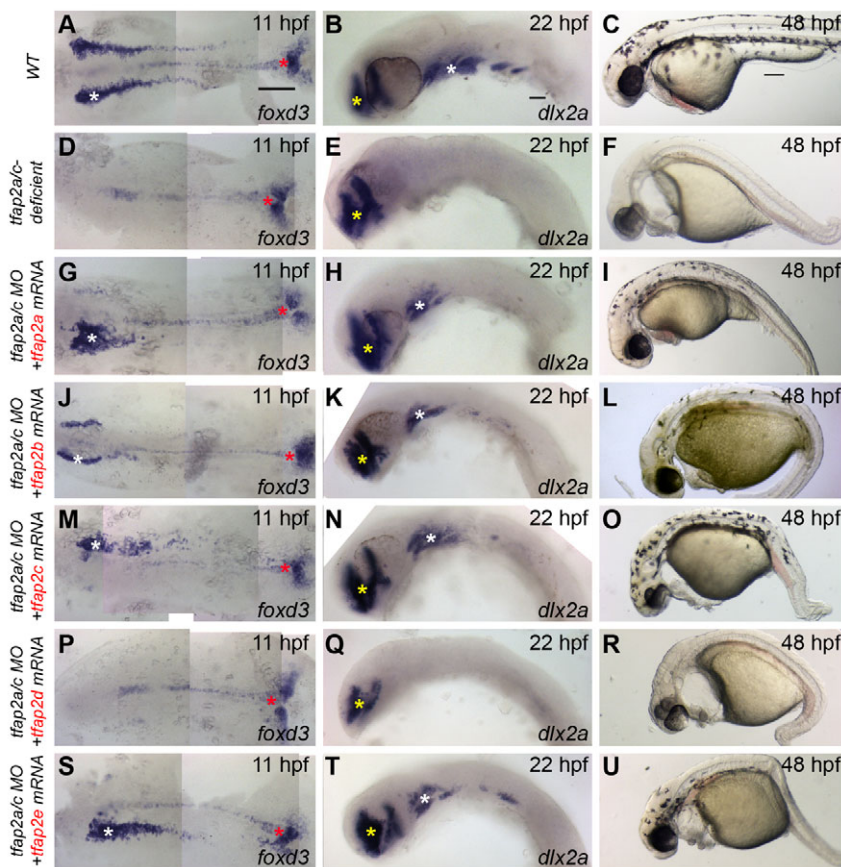 A 11 hpf B 22 hpf C 48 hpf
WT
* * * *
foxd3 dlx2a
D 11 hpf E 22 hpf F 48 hpf
tfap2a/c-
deficient
* *
foxd3 dlx2a
G 11 hpf H 22 hpf I 48 hpf
tfap2a/c MO
+tfap2a mRNA
* * * *
foxd3 dlx2a
J 11 hpf K 22 hpf L 48 hpf
tfap2a/c MO
+tfap2b mRNA
* * * *
foxd3 dlx2a
M 11 hpf N 22 hpf O 48 hpf
tfap2a/c MO
+tfap2c mRNA
* * * *
foxd3 dlx2a
P 11 hpf Q 22 hpf R 48 hpf
tfap2a/c MO
+tfap2d mRNA
* *
foxd3 dlx2a
S 11 hpf T 22 hpf U 48 hpf
tfap2a/c MO
+tfap2e mRNA
* * * *
foxd3 dlx2a